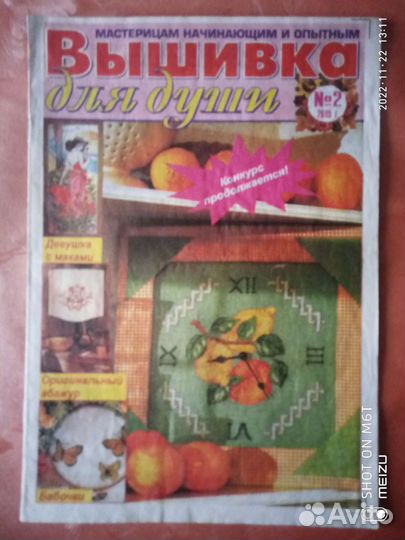 МАСТЕРИЦАМ НАЧИНАЮЩИМ И ОПЫТНЫМ
Вышивка
для души
№2
Конкурс
продолжается!
Девушка
с маками
Оригинальный
абажур
Бабочки
XII
III
VI
IX
2022.11.22 13:11
SHOT ON M6T
MEIZU
Avito